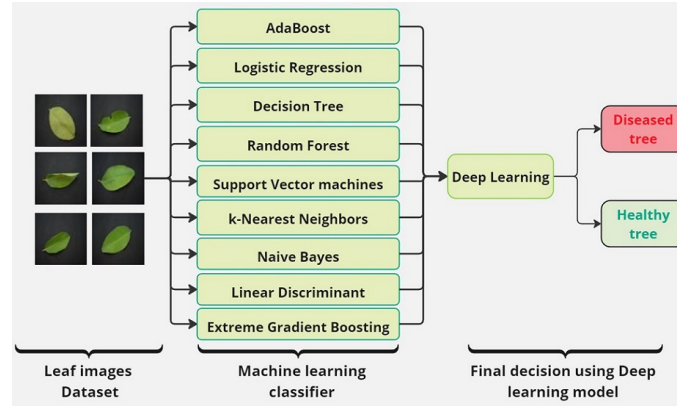 AdaBoost
Logistic Regression
Decision Tree
Random Forest
Support Vector machines
k-Nearest Neighbors
Naive Bayes
Linear Discriminant
Extreme Gradient Boosting
Deep Learning
Diseased
tree
Healthy
tree
Leaf images
Dataset
Machine learning
classifier
Final decision using Deep
learning model